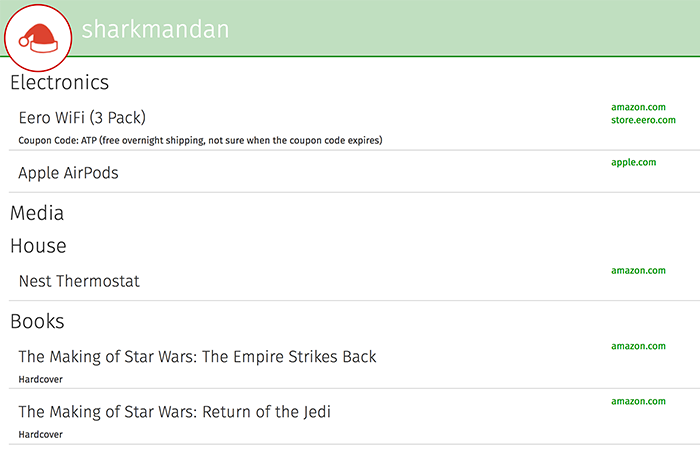 sharkmandan
Electronics
Eero WiFi (3 Pack)
amazon.com
store.eero.com
Coupon Code: ATP (free overnight shipping, not sure when the coupon code expires)
Apple AirPods
apple.com
Media
House
Nest Thermostat
amazon.com
Books
The Making of Star Wars: The Empire Strikes Back
amazon.com
Hardcover
The Making of Star Wars: Return of the Jedi
amazon.com
Hardcover